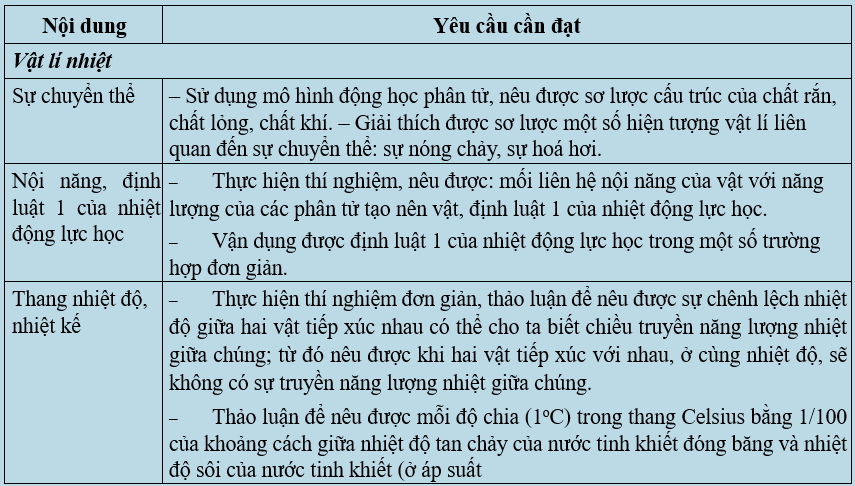 Nội dung
Yêu cầu cần đạt
Vật lí nhiệt
Sự chuyển thể
– Sử dụng mô hình động học phân tử, nêu được sơ lược cấu trúc của chất rắn,
chất lỏng, chất khí. – Giải thích được sơ lược một số hiện tượng vật lí liên
quan đến sự chuyển thể: sự nóng chảy, sự hoá hơi.
Nội năng, định
luật 1 của nhiệt
động lực học
– Thực hiện thí nghiệm, nêu được: mối liên hệ nội năng của vật với năng
lượng của các phân tử tạo nên vật, định luật 1 của nhiệt động lực học.
– Vận dụng được định luật 1 của nhiệt động lực học trong một số trường
hợp đơn giản.
Thang nhiệt độ,
nhiệt kế
– Thực hiện thí nghiệm đơn giản, thảo luận để nêu được sự chênh lệch nhiệt
độ giữa hai vật tiếp xúc nhau có thể cho ta biết chiều truyền năng lượng nhiệt
giữa chúng; từ đó nêu được khi hai vật tiếp xúc với nhau, ở cùng nhiệt độ, sẽ
không có sự truyền năng lượng nhiệt giữa chúng.
– Thảo luận để nêu được mỗi độ chia (1ºC) trong thang Celsius bằng 1/100
của khoảng cách giữa nhiệt độ tan chảy của nước tinh khiết đóng băng và nhiệt
độ sôi của nước tinh khiết (ở áp suất